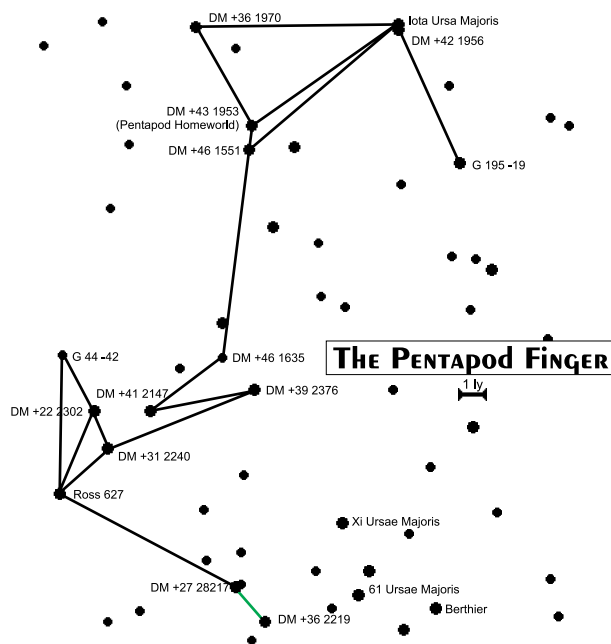 DM +36 1970
Iota Ursa Majoris
DM +42 1956
DM +43 1953
(Pentapod Homeworld)
DM +46 1551
G 195 -19
The Pentapod Finger
1 ly
G 44 -42
DM +46 1635
DM +41 2147
DM +39 2376
DM +22 2302
DM +31 2240
Ross 627
Xi Ursae Majoris
DM +27 28217
61 Ursae Majoris
Berthier
DM +36 2219